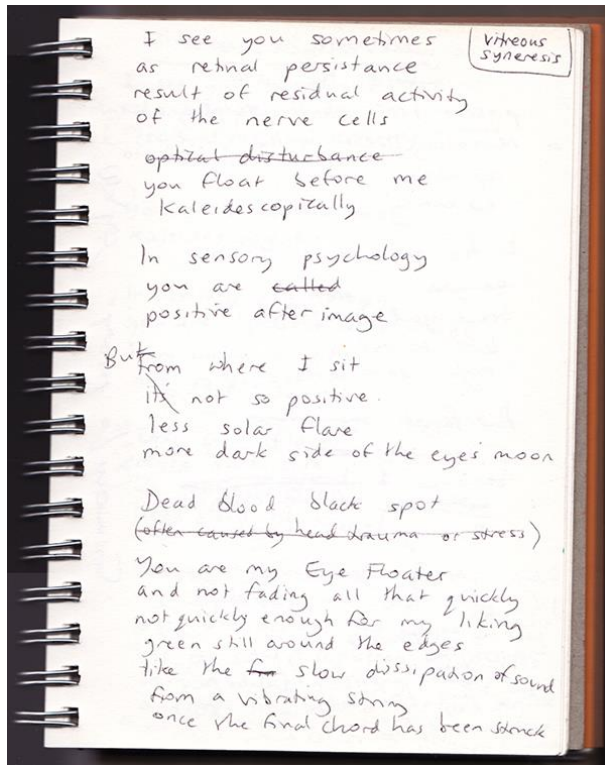 I see you sometimes
vitreous
syneresis
as retinal persistance
result of residual activity
of the nerve cells
optical disturbance
you float before me
Kaleidescopically
In sensory psychology
you are called
positive after image
But from where I sit
its not so positive.
less solar flare
more dark side of the eyes' moon
Dead blood black spot
(often caused by head trauma or stress)
You are my Eye Floater
and not fading all that quickly
not quickly enough for my liking
green still around the edges
like the slow dissipation of sound
from a vibrating string
once the final chord has been struck